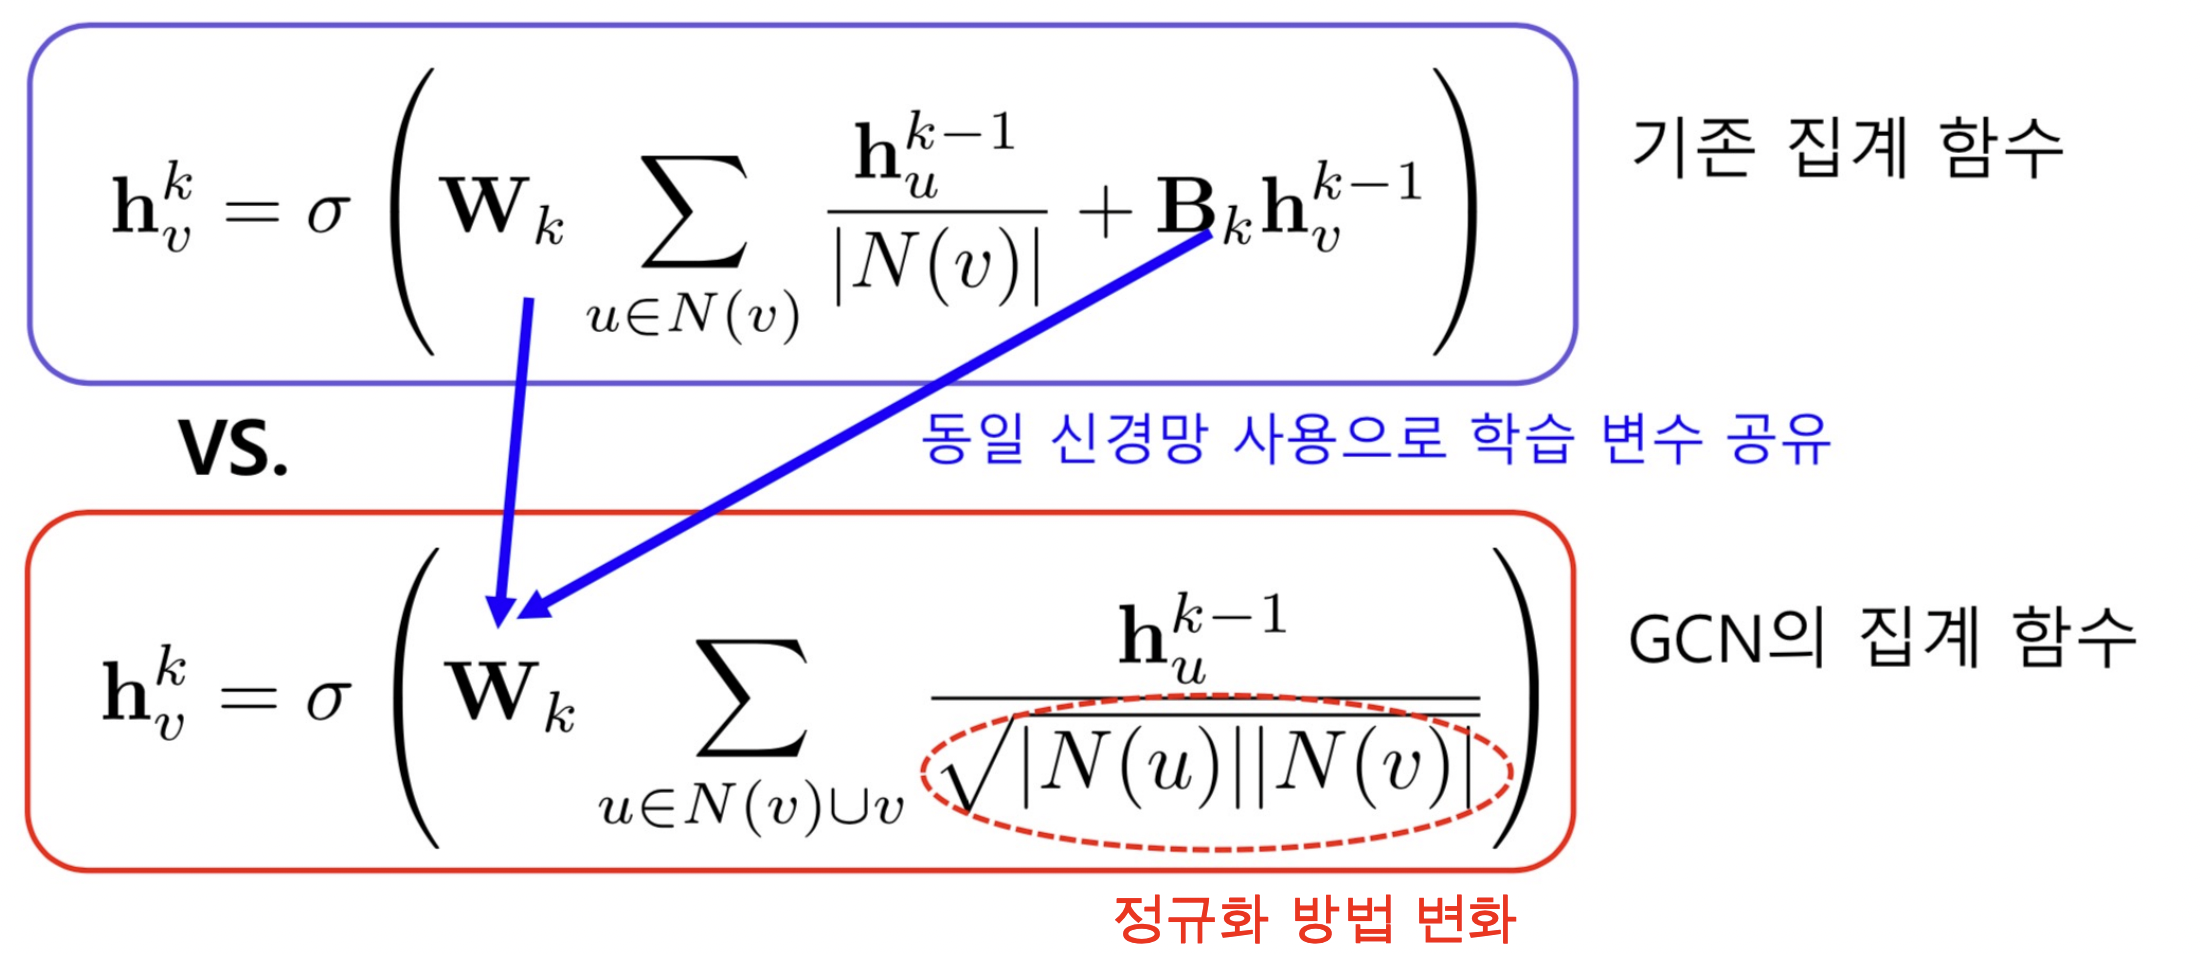 $\mathbf{h}_v^k = \sigma \left( \mathbf{W}_k \sum_{u \in N(v)} \frac{\mathbf{h}_u^{k-1}}{|N(v)|} + \mathbf{B}_k \mathbf{h}_v^{k-1} \right)$
기존 집계 함수
VS.
동일 신경망 사용으로 학습 변수 공유
$\mathbf{h}_v^k = \sigma \left( \mathbf{W}_k \sum_{u \in N(v) \cup v} \frac{\mathbf{h}_u^{k-1}}{\sqrt{|N(u)||N(v)|}} \right)$
GCN의 집계 함수
정규화 방법 변화